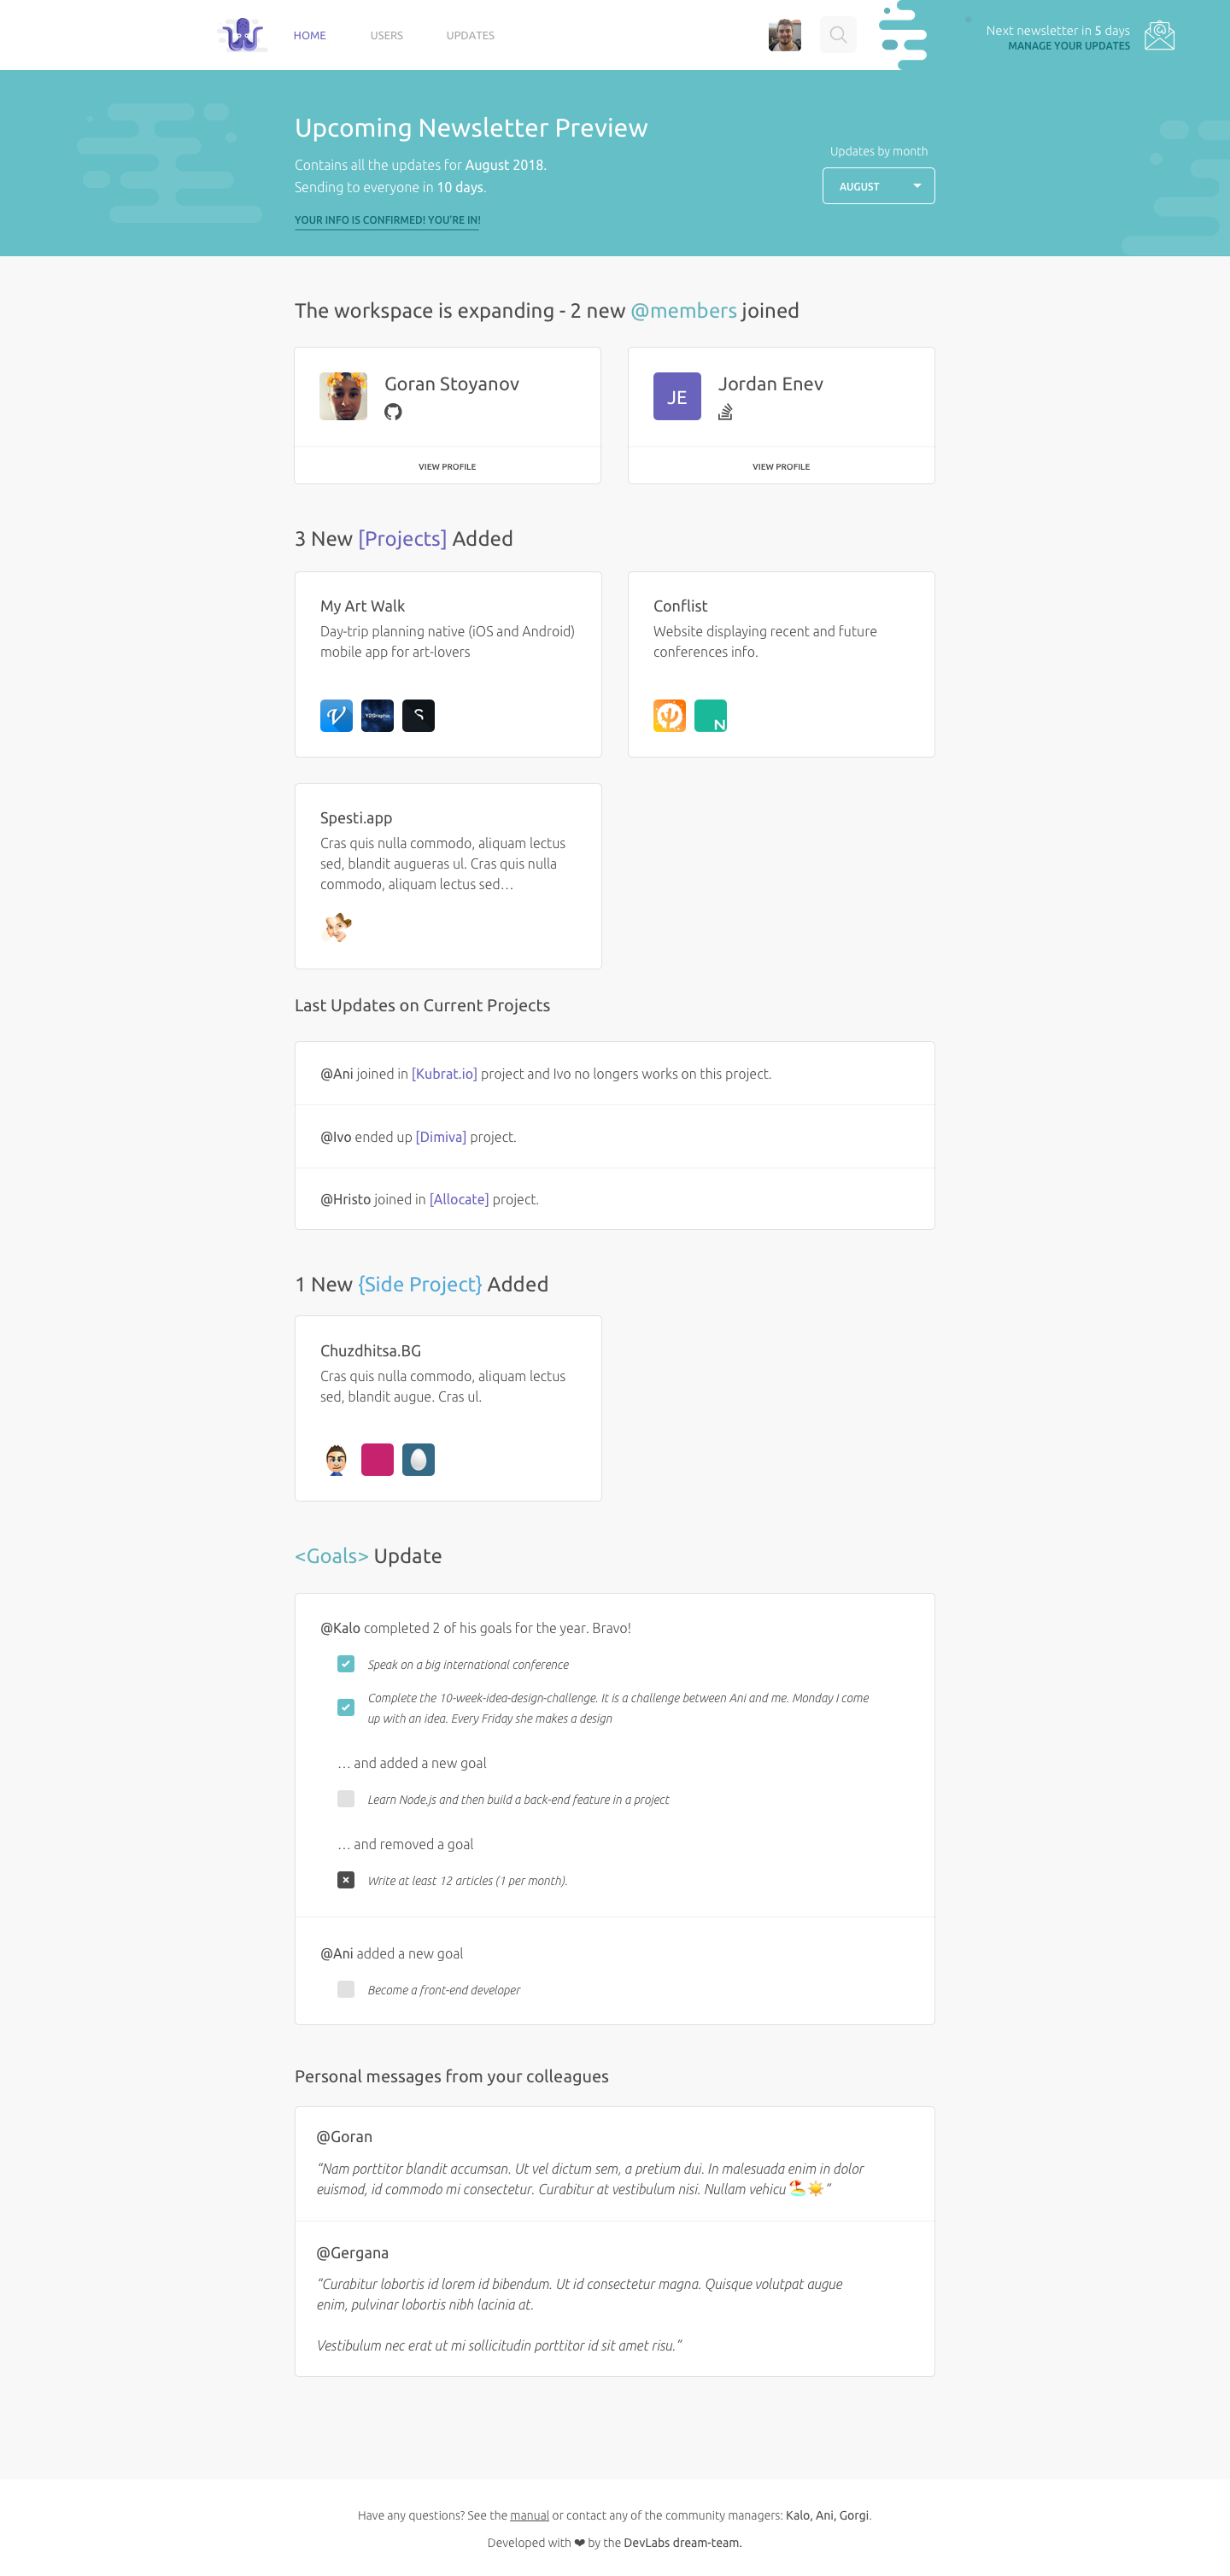 HOME
USERS
UPDATES
Next newsletter in 5 days
MANAGE YOUR UPDATES
Upcoming Newsletter Preview
Contains all the updates for August 2018.
Sending to everyone in 10 days.
YOUR INFO IS CONFIRMED! YOU'RE IN!
Updates by month
AUGUST
The workspace is expanding - 2 new @members joined
Goran Stoyanov
VIEW PROFILE
JE
Jordan Enev
VIEW PROFILE
3 New [Projects] Added
My Art Walk
Day-trip planning native (iOS and Android)
mobile app for art-lovers
V
YZGraphic
S
Conflist
Website displaying recent and future
conferences info.
N
Spesti.app
Cras quis nulla commodo, aliquam lectus
sed, blandit augueras ul. Cras quis nulla
commodo, aliquam lectus sed…
Last Updates on Current Projects
@Ani joined in [Kubrat.io] project and Ivo no longers works on this project.
@Ivo ended up [Dimiva] project.
@Hristo joined in [Allocate] project.
1 New {Side Project} Added
Chuzdhitsa.BG
Cras quis nulla commodo, aliquam lectus
sed, blandit augue. Cras ul.
<Goals> Update
@Kalo completed 2 of his goals for the year. Bravo!
Speak on a big international conference
Complete the 10-week-idea-design-challenge. It is a challenge between Ani and me. Monday I come
up with an idea. Every Friday she makes a design
… and added a new goal
Learn Node.js and then build a back-end feature in a project
… and removed a goal
Write at least 12 articles (1 per month).
@Ani added a new goal
Become a front-end developer
Personal messages from your colleagues
@Goran
“Nam porttitor blandit accumsan. Ut vel dictum sem, a pretium dui. In malesuada enim in dolor
euismod, id commodo mi consectetur. Curabitur at vestibulum nisi. Nullam vehicu 🏖☀️”
@Gergana
“Curabitur lobortis id lorem id bibendum. Ut id consectetur magna. Quisque volutpat augue
enim, pulvinar lobortis nibh lacinia at.
Vestibulum nec erat ut mi sollicitudin porttitor id sit amet risu.”
Have any questions? See the manual or contact any of the community managers: Kalo, Ani, Gorgi.
Developed with ❤ by the DevLabs dream-team.